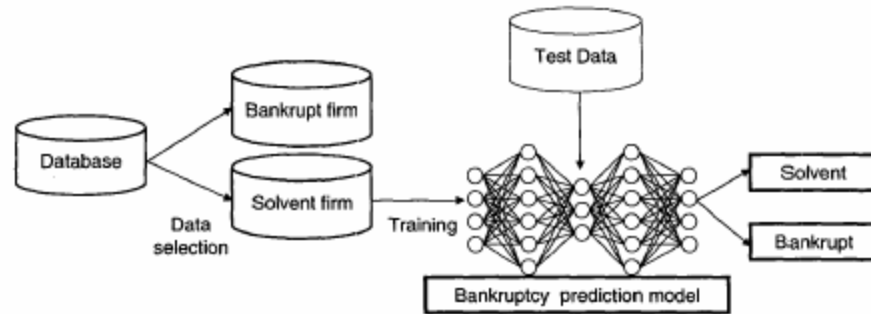 Test Data
Bankrupt firm
Database
Solvent firm
Data
selection
Training
Solvent
Bankrupt
Bankruptcy prediction model